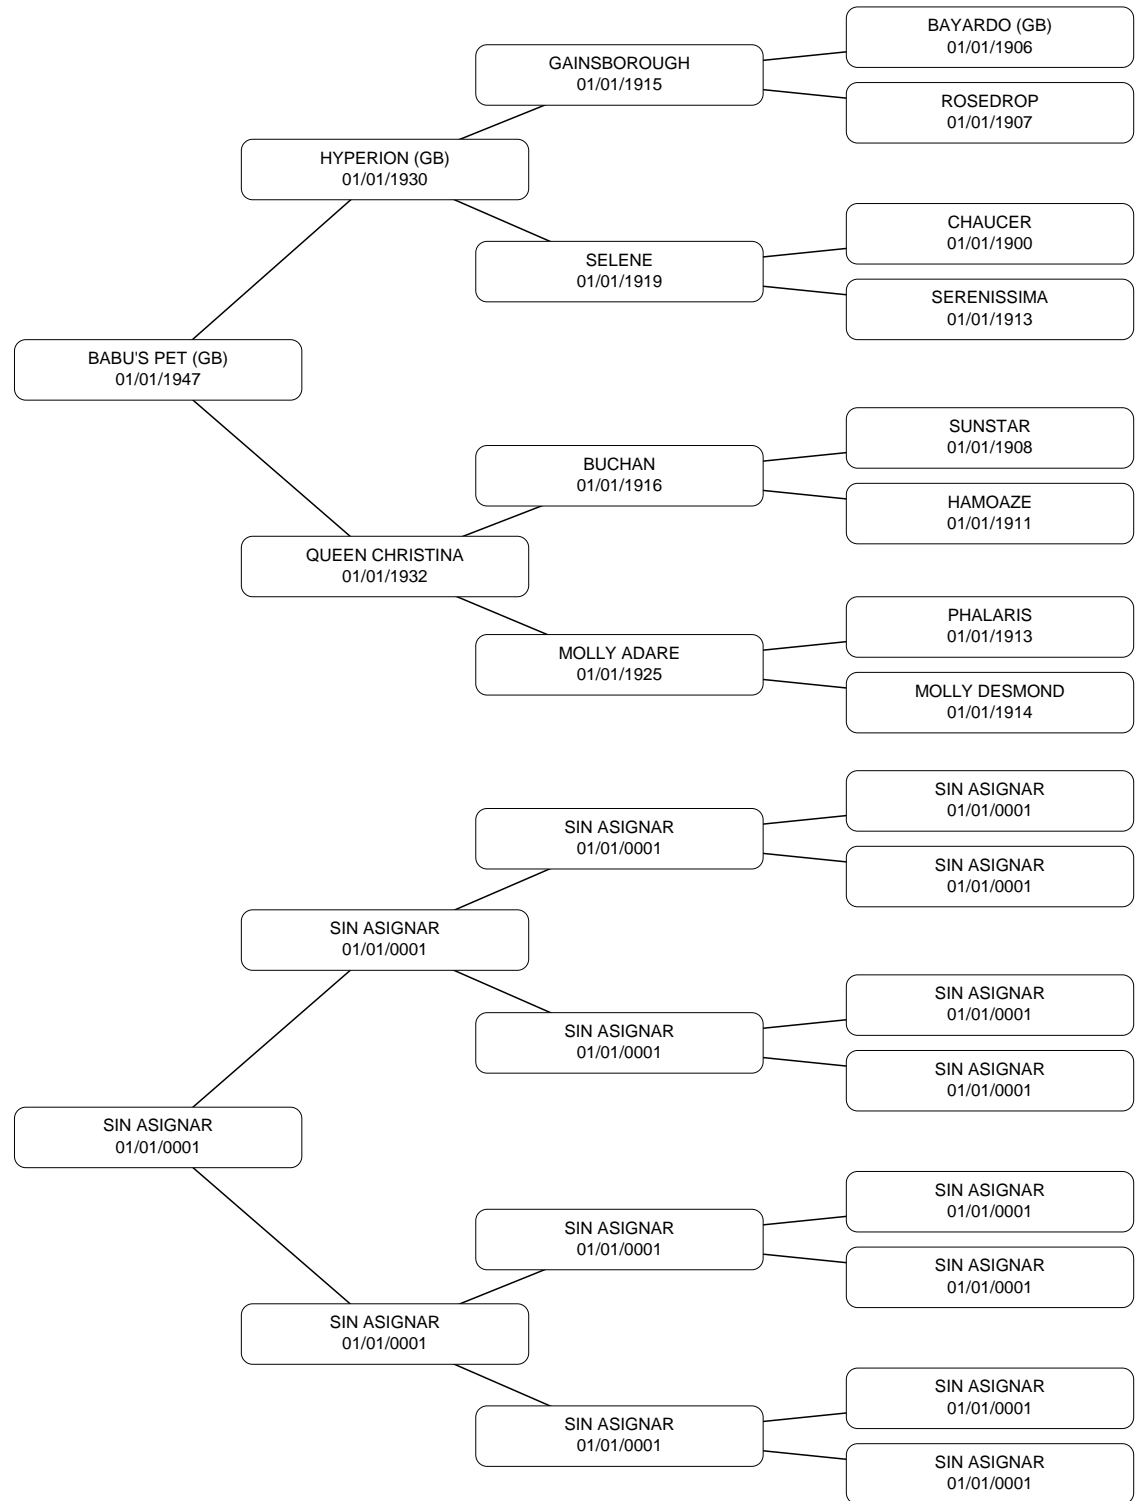 BAYARDO (GB)
01/01/1906
GAINSBOROUGH
01/01/1915
ROSEDROP
01/01/1907
HYPERION (GB)
01/01/1930
CHAUCER
01/01/1900
SELENE
01/01/1919
SERENISSIMA
01/01/1913
BABU'S PET (GB)
01/01/1947
SUNSTAR
01/01/1908
BUCHAN
01/01/1916
HAMOAZE
01/01/1911
QUEEN CHRISTINA
01/01/1932
PHALARIS
01/01/1913
MOLLY ADARE
01/01/1925
MOLLY DESMOND
01/01/1914
SIN ASIGNAR
01/01/0001
SIN ASIGNAR
01/01/0001
SIN ASIGNAR
01/01/0001
SIN ASIGNAR
01/01/0001
SIN ASIGNAR
01/01/0001
SIN ASIGNAR
01/01/0001
SIN ASIGNAR
01/01/0001
SIN ASIGNAR
01/01/0001
SIN ASIGNAR
01/01/0001
SIN ASIGNAR
01/01/0001
SIN ASIGNAR
01/01/0001
SIN ASIGNAR
01/01/0001
SIN ASIGNAR
01/01/0001
SIN ASIGNAR
01/01/0001
SIN ASIGNAR
01/01/0001